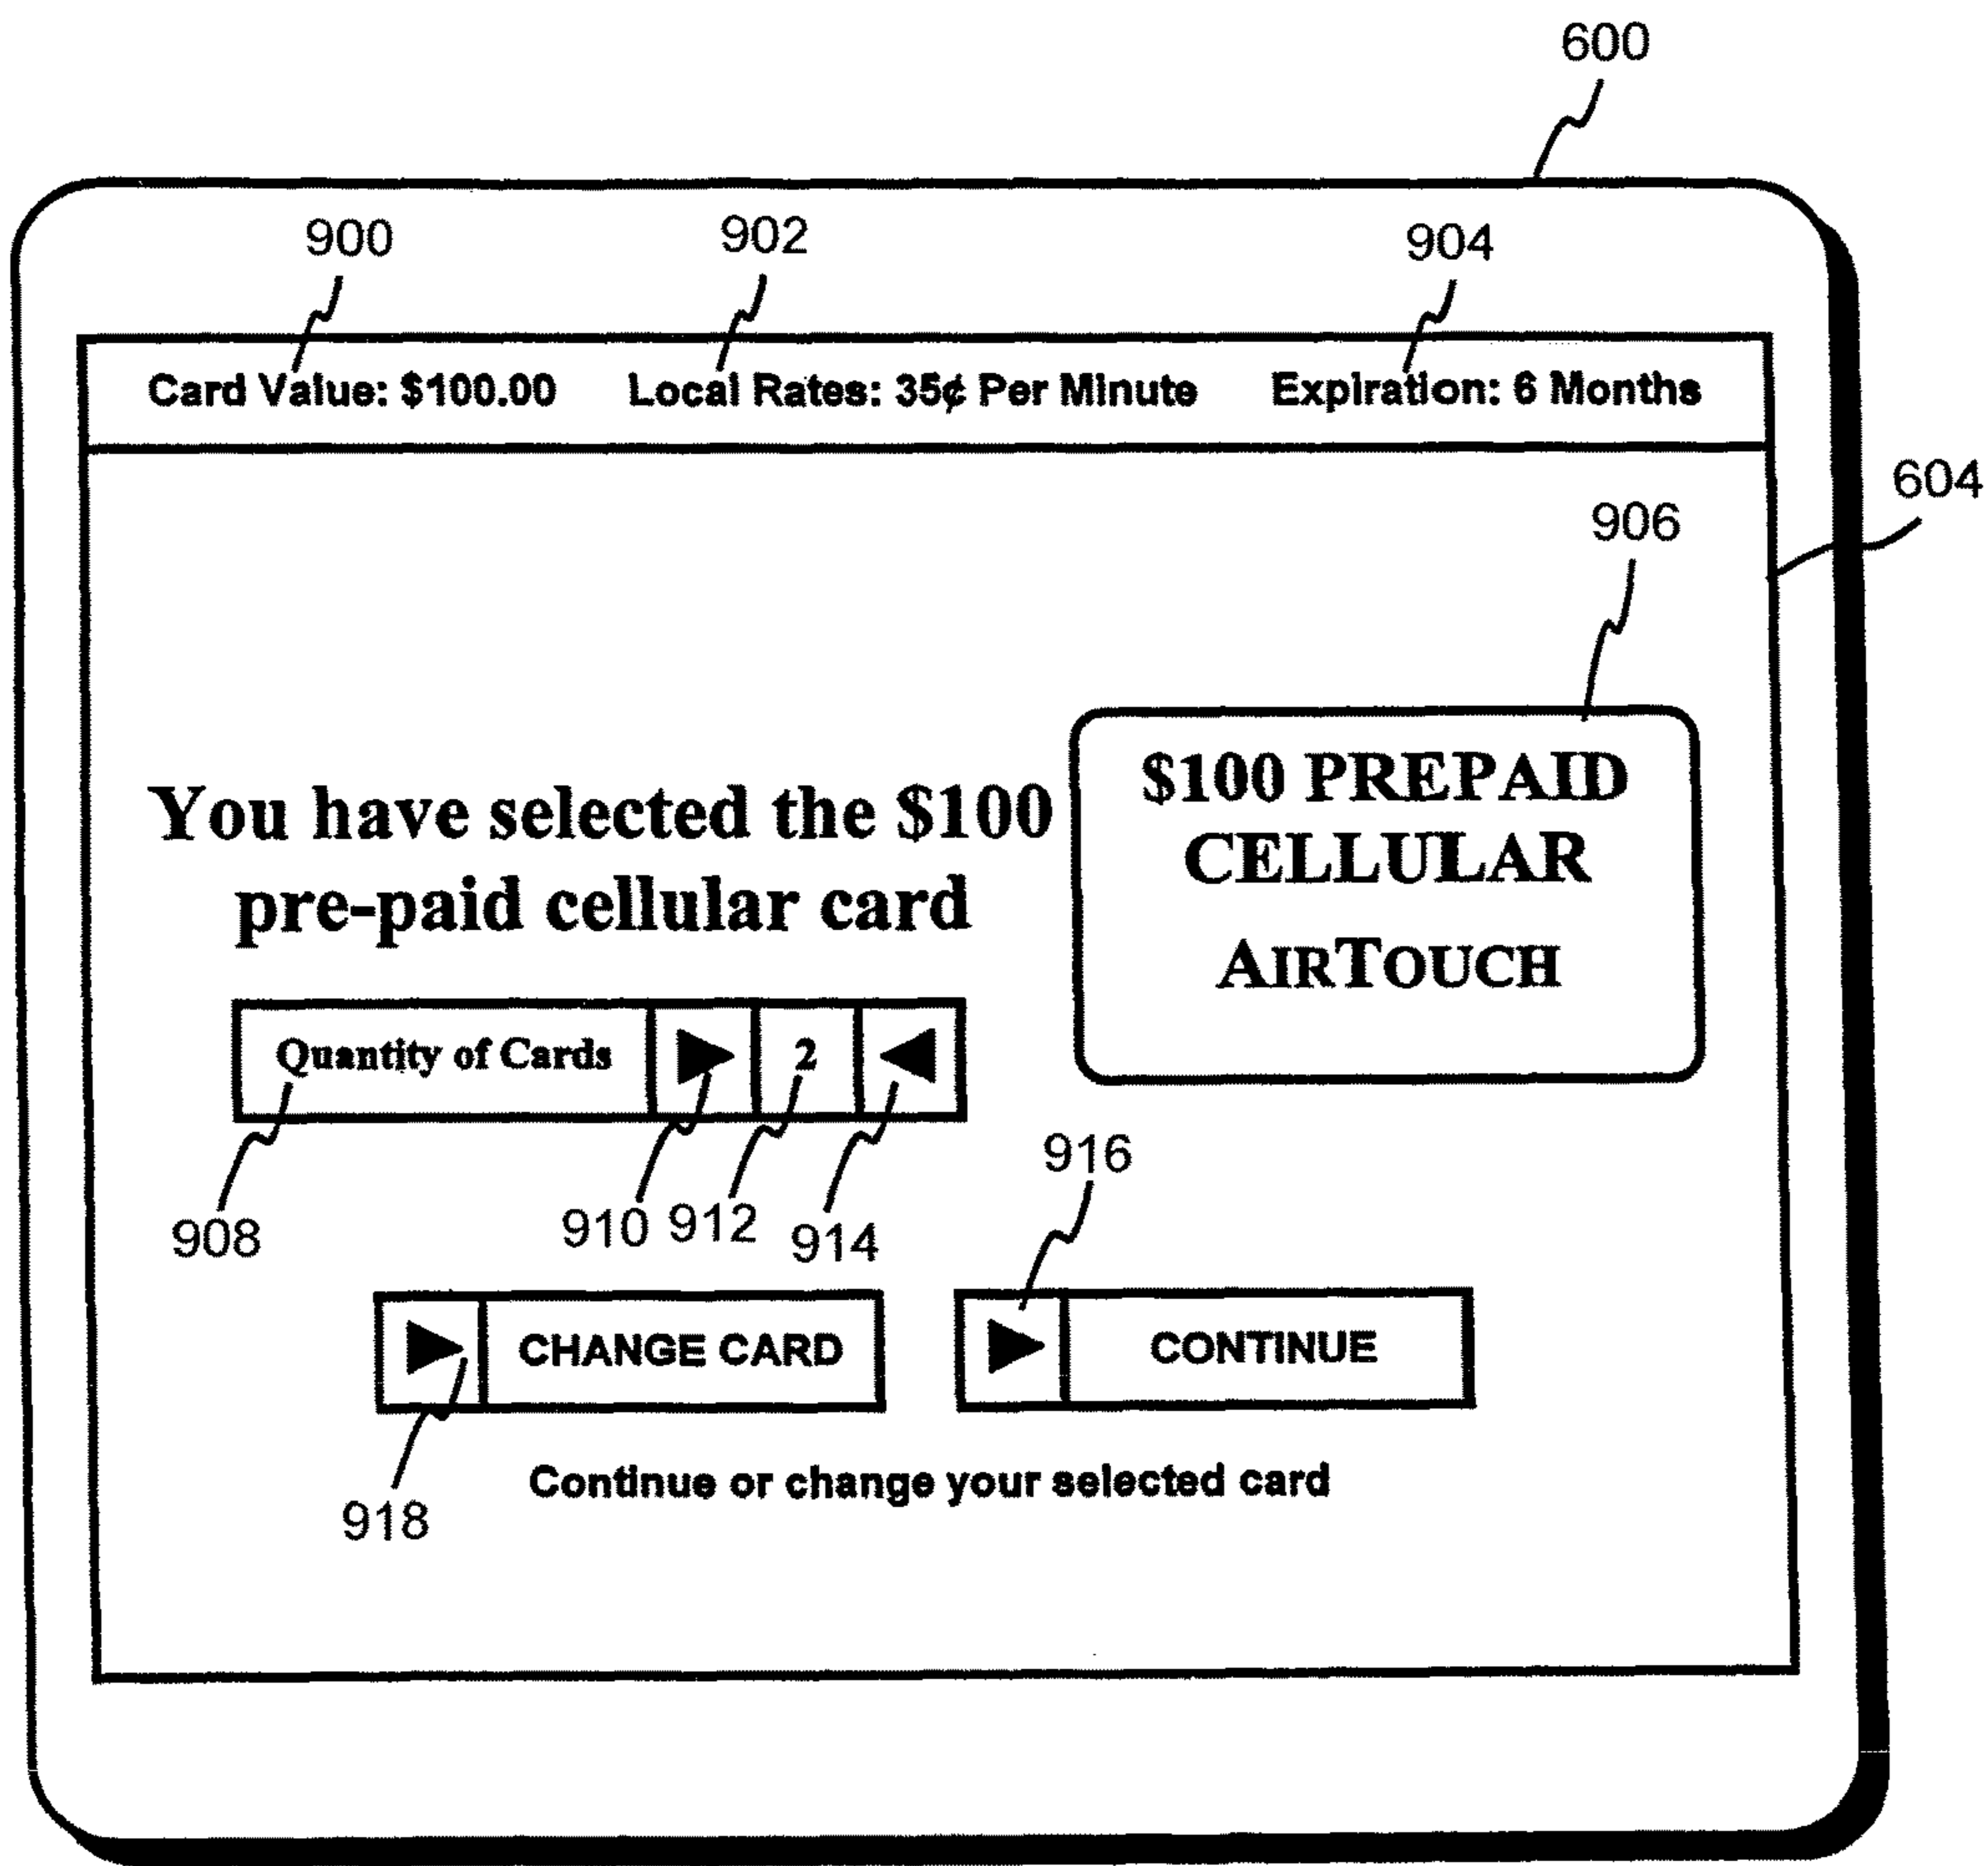 600
900 902 904
Card Value: $100.00 Local Rates: 35¢ Per Minute Expiration: 6 Months
604
906
$100 PREPAID
CELLULAR
AIRTOUCH
You have selected the $100
pre-paid cellular card
Quantity of Cards 2
908 910 912 914
916
CHANGE CARD CONTINUE
918
Continue or change your selected card